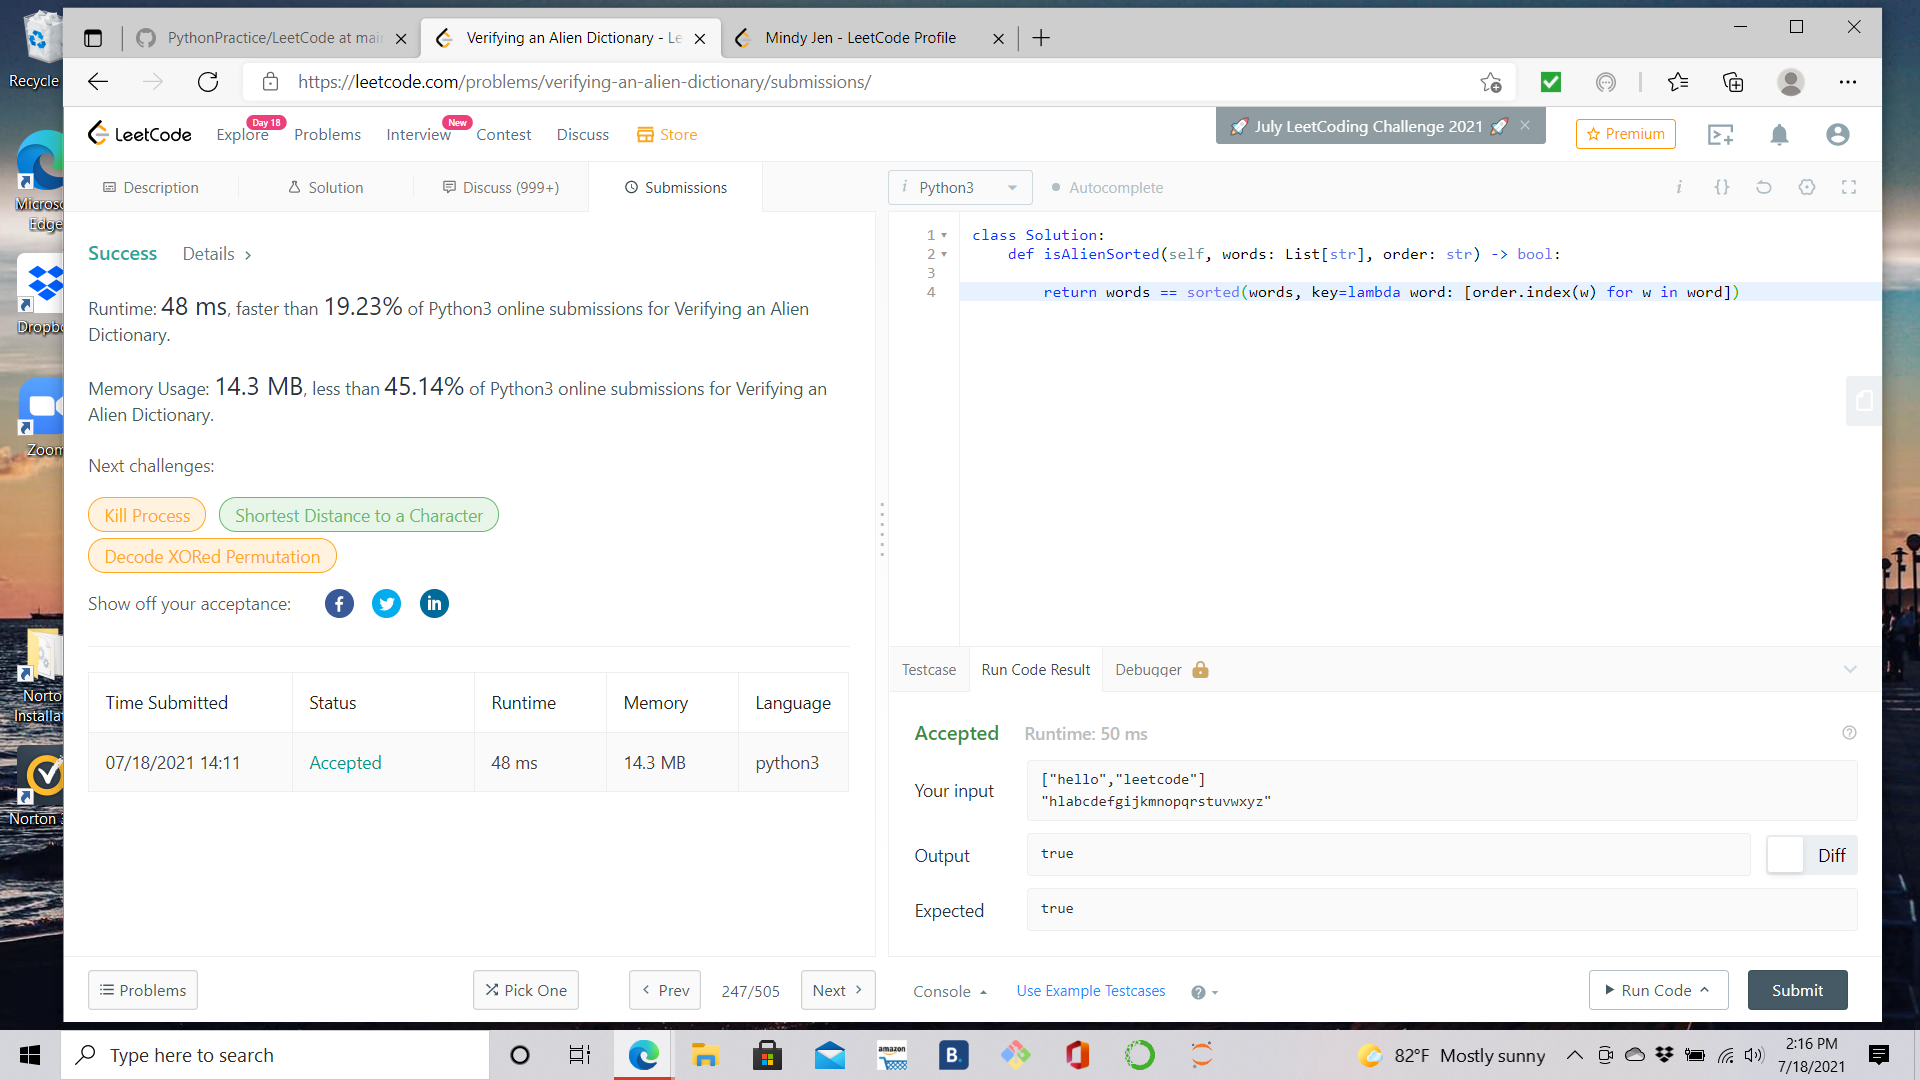 Recycle
Microso
Edge
Dropbo
Zoom
Norto
Installa
Norton
PythonPractice/LeetCode at mai
Verifying an Alien Dictionary - Le
Mindy Jen - LeetCode Profile
https://leetcode.com/problems/verifying-an-alien-dictionary/submissions/
LeetCode
Explore
Day 18
Problems
Interview
New
Contest
Discuss
Store
July LeetCoding Challenge 2021
Premium
Description
Solution
Discuss (999+)
Submissions
i Python3
Autocomplete
Success
Details
Runtime: 48 ms, faster than 19.23% of Python3 online submissions for Verifying an Alien
Dictionary.
Memory Usage: 14.3 MB, less than 45.14% of Python3 online submissions for Verifying an
Alien Dictionary.
Next challenges:
Kill Process
Shortest Distance to a Character
Decode XORed Permutation
Show off your acceptance:
Time Submitted Status Runtime Memory Language
07/18/2021 14:11 Accepted 48 ms 14.3 MB python3
1 class Solution:
2 def isAlienSorted(self, words: List[str], order: str) -> bool:
3
4 return words == sorted(words, key=lambda word: [order.index(w) for w in word])
Testcase
Run Code Result
Debugger
Accepted Runtime: 50 ms
Your input
["hello","leetcode"]
"hlabcdefgijkmnopqrstuvwxyz"
Output
true
Diff
Expected
true
Problems
Pick One
Prev
247/505
Next
Console
Use Example Testcases
Run Code
Submit
Type here to search
amazon
B.
82°F Mostly sunny
2:16 PM
7/18/2021